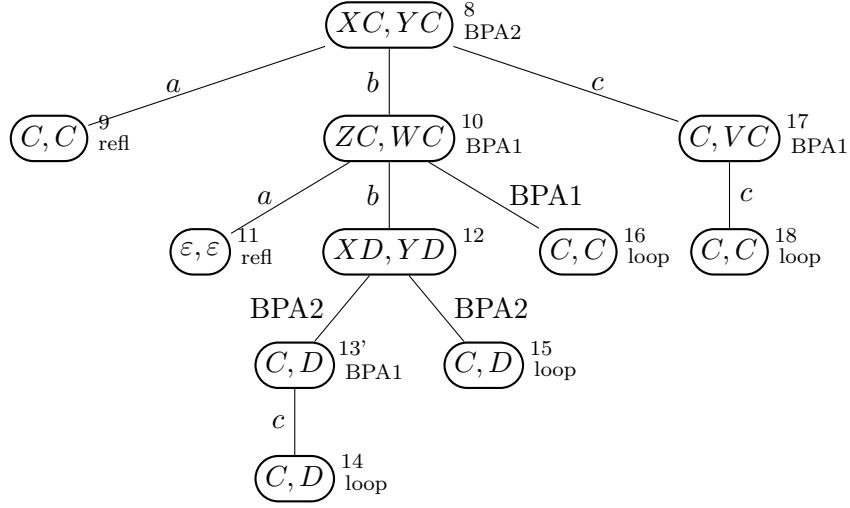 XC, YC 8 BPA2
a b c
C, C 9 refl
ZC, WC 10 BPA1
C, VC 17 BPA1
a b BPA1 c
ε, ε 11 refl
XD, YD 12
C, C 16 loop
C, C 18 loop
BPA2 BPA2
C, D 13' BPA1
C, D 15 loop
c
C, D 14 loop